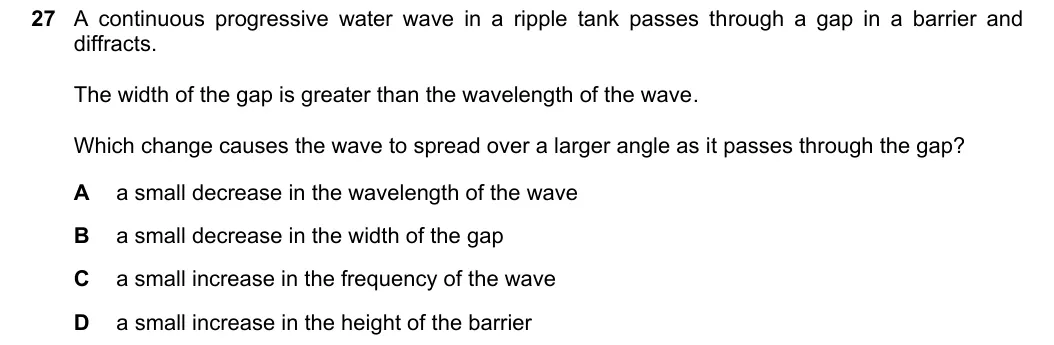 27 A continuous progressive water wave in a ripple tank passes through a gap in a barrier and
diffracts.
The width of the gap is greater than the wavelength of the wave.
Which change causes the wave to spread over a larger angle as it passes through the gap?
A a small decrease in the wavelength of the wave
B a small decrease in the width of the gap
C a small increase in the frequency of the wave
D a small increase in the height of the barrier